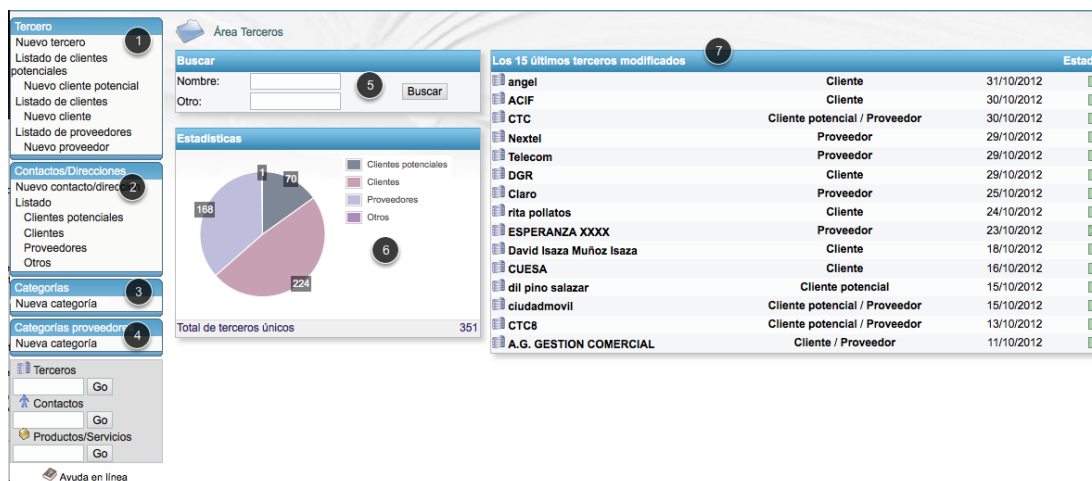 Tercero
1
Nuevo tercero
Listado de clientes
potenciales
Nuevo cliente potencial
Listado de clientes
Nuevo cliente
Listado de proveedores
Nuevo proveedor
Contactos/Direcciones
2
Nuevo contacto/direcc
Listado
Clientes potenciales
Clientes
Proveedores
Otros
Categorías
3
Nueva categoría
Categorías proveedores
4
Nueva categoría
Terceros
Go
Contactos
Go
Productos/Servicios
Go
Ayuda en línea
Área Terceros
Buscar
Nombre:
Otro:
5
Buscar
Estadísticas
1
70
168
224
Clientes potenciales
Clientes
Proveedores
Otros
6
Total de terceros únicos 351
Los 15 últimos terceros modificados 7 Estad
angel Cliente 31/10/2012
ACIF Cliente 30/10/2012
CTC Cliente potencial / Proveedor 30/10/2012
Nextel Proveedor 29/10/2012
Telecom Proveedor 29/10/2012
DGR Cliente 29/10/2012
Claro Proveedor 25/10/2012
rita pollatos Cliente 24/10/2012
ESPERANZA XXXX Proveedor 23/10/2012
David Isaza Muñoz Isaza Cliente 18/10/2012
CUESA Cliente 16/10/2012
dil pino salazar Cliente potencial 15/10/2012
ciudadmovil Cliente potencial / Proveedor 15/10/2012
CTC8 Cliente potencial / Proveedor 13/10/2012
A.G. GESTION COMERCIAL Cliente / Proveedor 11/10/2012